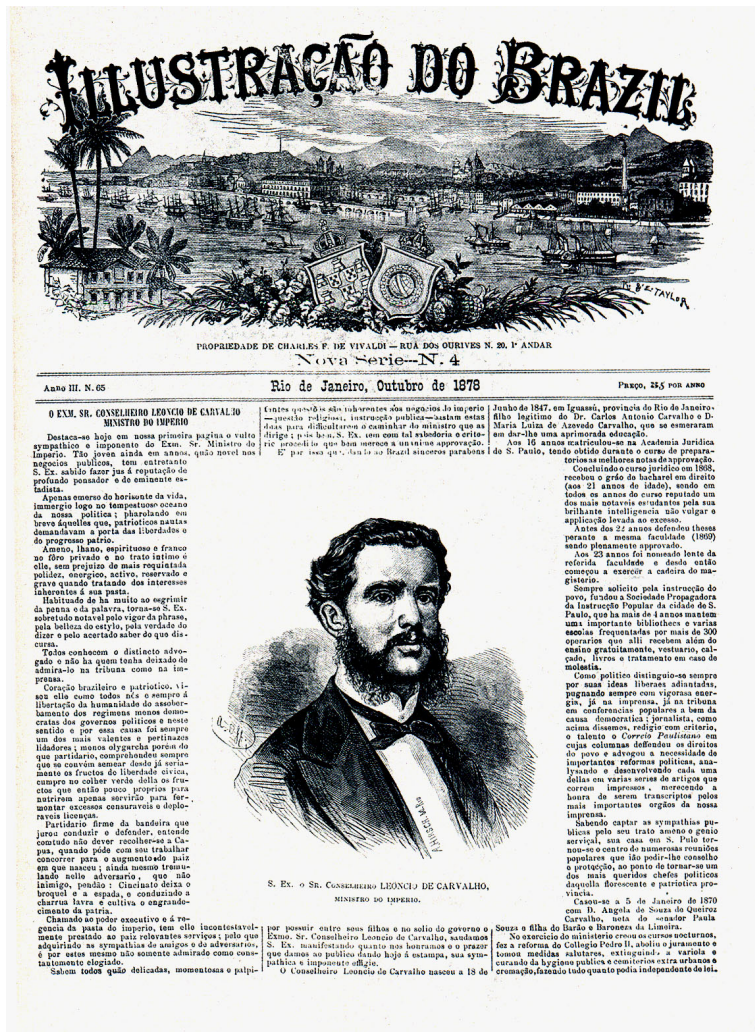 ILLUSTRAÇÃO DO BRAZIL
G. B. E. TAYLOR
PROPRIEDADE DE CHARLES F. DE VIVALDI — RUA DOS OURIVES N. 20, 1º ANDAR
Nova Serie--N. 4
Anno III. N. 65
Rio de Janeiro, Outubro de 1878
PREÇO, POR ANNO
O EXM. SR. CONSELHEIRO LEONCIO DE CARVALHO
MINISTRO DO IMPERIO
Destaca-se hoje em nossa primeira pagina o vulto
sympathico e imponento do Exm. Sr. Ministro do
Imperio. Tão joven ainda em annos, quão novel nos
negocios publicos, tem entretanto
S. Ex. sabido fazer jus á reputação de
profundo pensador e de eminente es-
tadista.
Apenas emerso do horisonte da vida,
immergio logo no tempestuoso oceano
da nossa politica; pharolando em
breve áquelles que, patrioticos nautas
demandavam a porta das liberdades e
do progresso patrio.
Ameno, lhano, espirituoso e franco
no fôro privado e no trato intimo é
elle, sem prejuizo de mais requintada
polidez, energico, activo, reservado e
grave quando tratando dos interesses
inherentes á sua pasta.
Habituado de ha muito ao esgrimir
da penna e da palavra, torna-se S. Ex.
sobretudo notavel pelo vigor da phrase,
pela belleza do estylo, pela verdade do
dizer e pelo acertado saber do que dis-
cursa.
Todos conhecem o distincto advo-
gado e não ha quem tenha deixado de
admira-lo na tribuna como na im-
prensa.
Coração brazileiro e patriotico, vi-
sou elle como todos nós e sempre á
libertação da humanidade do assober-
bamento dos regimens menos demo-
cratas dos governos politicos e neste
sentido e por essa causa foi sempre
um dos mais valentes e pertinazes
lidadores; menos olygarcha porém do
que partidario, comprehendeu sempre
que se convém semear desde já seria-
mente os fructos do liberdade civica,
cumpre no colher verde delle os fru-
ctos que então pouco proprios para
nutrirem apenas servirão para fer-
montar excessos censuraveis e deplo-
raveis licenças.
Partidario firme da bandeira que
jurou conduzir e defender, entende
comtudo não dever recolher-se a Ca-
pua, quando póde com seu trabalhar
concorrer para o augmento do paiz
em que nasceu; ainda mesmo tremu-
lando nelle adversario, que não
inimigo, pendão: Cincinato deixa o
broquel e a espada, e conduzindo a
charrua lavra e cultiva o engrande-
cimento da patria.
Chamado ao poder executivo e á re-
gencia da pasta do imperio, tem ello incontestavel-
mente prestado ao paiz relevantes serviços; pelo que
adquirindo as sympathias de amigos e de adversarios,
é por estes mesmo não somente admirado como cons-
tantemente elogiado.
Sabem todos quão delicadas, momentosas e palpi-
tantes questões são inherentes aos negocios do imperio
—questão religiosa, instrucção publica—bastam estas
duas para difficultarem o caminhar do ministro que as
dirige; pois bem, S. Ex. tem com tal sabedoria e crite-
rio procedido que bem merece a unanime approvação.
E' por isso que, dando ao Brazil sinceros parabens
A. HIRSCH
S. EX. O SR. CONSELHEIRO LEONCIO DE CARVALHO,
MINISTRO DO IMPERIO.
por possuir entre seus filhos e no solio do governo o
Exmo. Sr. Conselheiro Leoncio de Carvalho, saudamos
S. Ex. manifestando quanto nos honramos e o prazer
que damos ao publico dando hoje á estampa, sua sym-
pathica e imponente effigie.
O Conselheiro Leoncio de Carvalho nasceu a 18 de
Junho de 1847, em Iguassú, provincia do Rio de Janeiro-
filho legitimo do Dr. Carlos Antonio Carvalho e D.
Maria Luiza de Azevedo Carvalho, que se esmeraram
em dar-lhe uma aprimorada educação.
Aos 16 annos matriculou-se na Academia Juridica
de S. Paulo, tendo obtido durante o curso de prepara-
torios as melhores notas de approvação.
Concluindo o curso juridico em 1868,
recebeu o gráo de bacharel em direito
(aos 21 annos de idade), sendo em
todos os annos do curso reputado um
dos mais notaveis estudantes pela sua
brilhante intelligencia não vulgar e
applicação levada ao excesso.
Antes dos 22 annos defendeu theses
perante a mesma faculdade (1869)
sendo plenamente approvado.
Aos 23 annos foi nomeado lente da
referida faculdade e desde então
começou a exercêr a cadeira do ma-
gisterio.
Sempre solicito pela instrucção do
povo, fundou a Sociedade Propagadora
da Instrucção Popular da cidade de S.
Paulo, que ha mais de 4 annos mantem
uma importante bibliotheca e varias
escolas frequentadas por mais de 300
operarios que alli recebem além do
ensino gratuitamente, vestuario, cal-
çado, livros e tratamento em caso de
molestia.
Como politico distinguio-se sempre
por suas ideias liberaes adiantadas,
pugnando sempre com vigorasa ener-
gia, já na imprensa, já na tribuna
em conferencias populares a bem da
causa democratica; jornalista, como
acima dissemos, redigio com criterio,
o talento o Correio Paulistano em
cujas columnas deffendeu os direitos
do povo e advogou a necessidade de
importantes reformas politicas, ana-
lysando e desenvolvendo cada uma
dellas em varias series de artigos que
correm impressos, merecendo a
honra de serem transcriptos pelos
mais importantes orgãos da nossa
imprensa.
Sabendo captar as sympathias pu-
blicas pelo seu trato ameno e genio
serviçal, sua casa em S. Pulo tor-
nou-se o centro de numerosas reuniões
populares que ião pedir-lhe conselho
e protecção, ao ponto de tornar-se um
dos mais queridos chefes politicos
daquella florescente e patriotica pro-
vincia.
Casou-se a 5 de Janeiro de 1870
com D. Angela de Souza de Queiroz
Carvalho, neta do senador Paula
Souza e filha do Barão e Baroneza da Limeira.
No exercicio do ministerio creou os cursos nocturnos,
fez a reforma do Collegio Pedro II, aboliu o juramento e
tomou medidas salutares, extinguindo a variola e
curando da hygiene publica e cemiterios extra urbanos e
cremação, fazendo tudo quanto podia independente de lei.